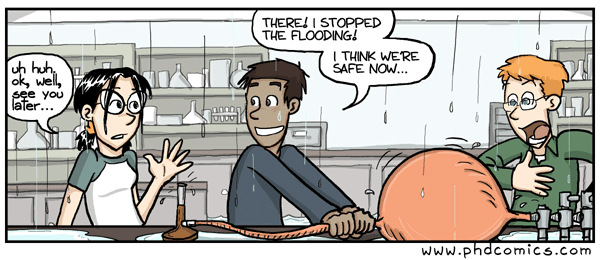 uh huh.
ok, well,
see you
later...
THERE! I STOPPED
THE FLOODING!
I THINK WE'RE
SAFE NOW...
www.phdcomics.com